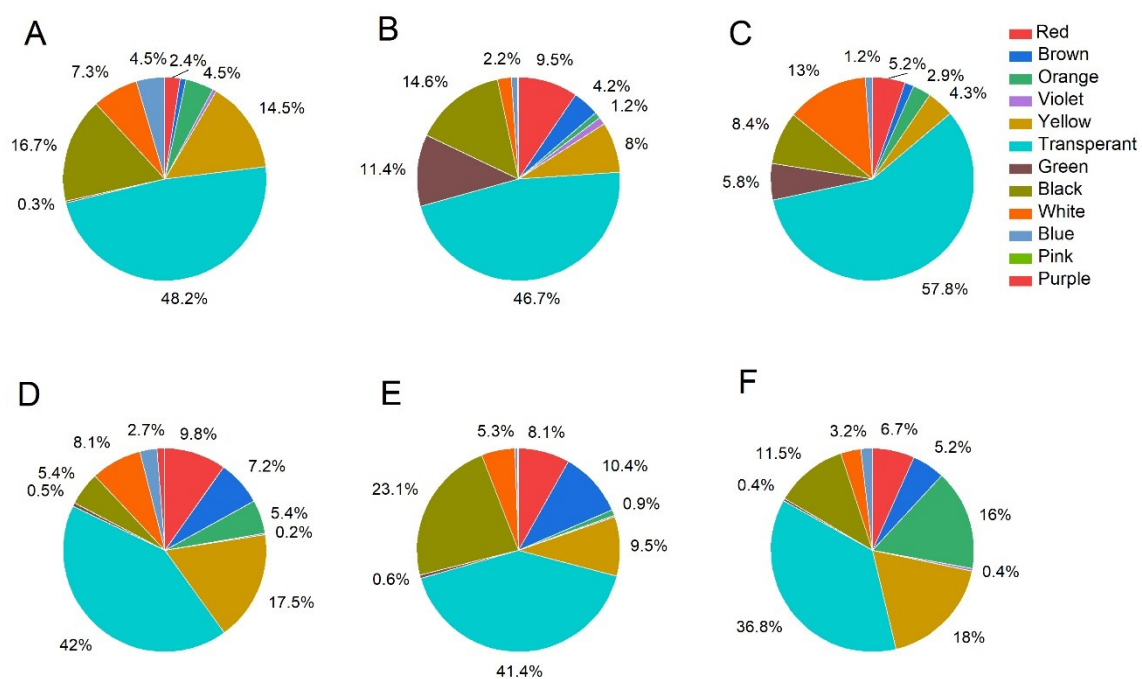 A
4.5%
2.4%
4.5%
7.3%
14.5%
16.7%
0.3%
48.2%
B
2.2%
9.5%
4.2%
1.2%
14.6%
8%
11.4%
46.7%
C
1.2%
5.2%
2.9%
4.3%
13%
8.4%
5.8%
57.8%
Red
Brown
Orange
Violet
Yellow
Transperant
Green
Black
White
Blue
Pink
Purple
D
2.7%
9.8%
8.1%
7.2%
5.4%
0.5%
5.4%
0.2%
17.5%
42%
E
5.3%
8.1%
10.4%
23.1%
0.9%
9.5%
0.6%
41.4%
F
3.2%
6.7%
11.5%
5.2%
0.4%
16%
0.4%
36.8%
18%